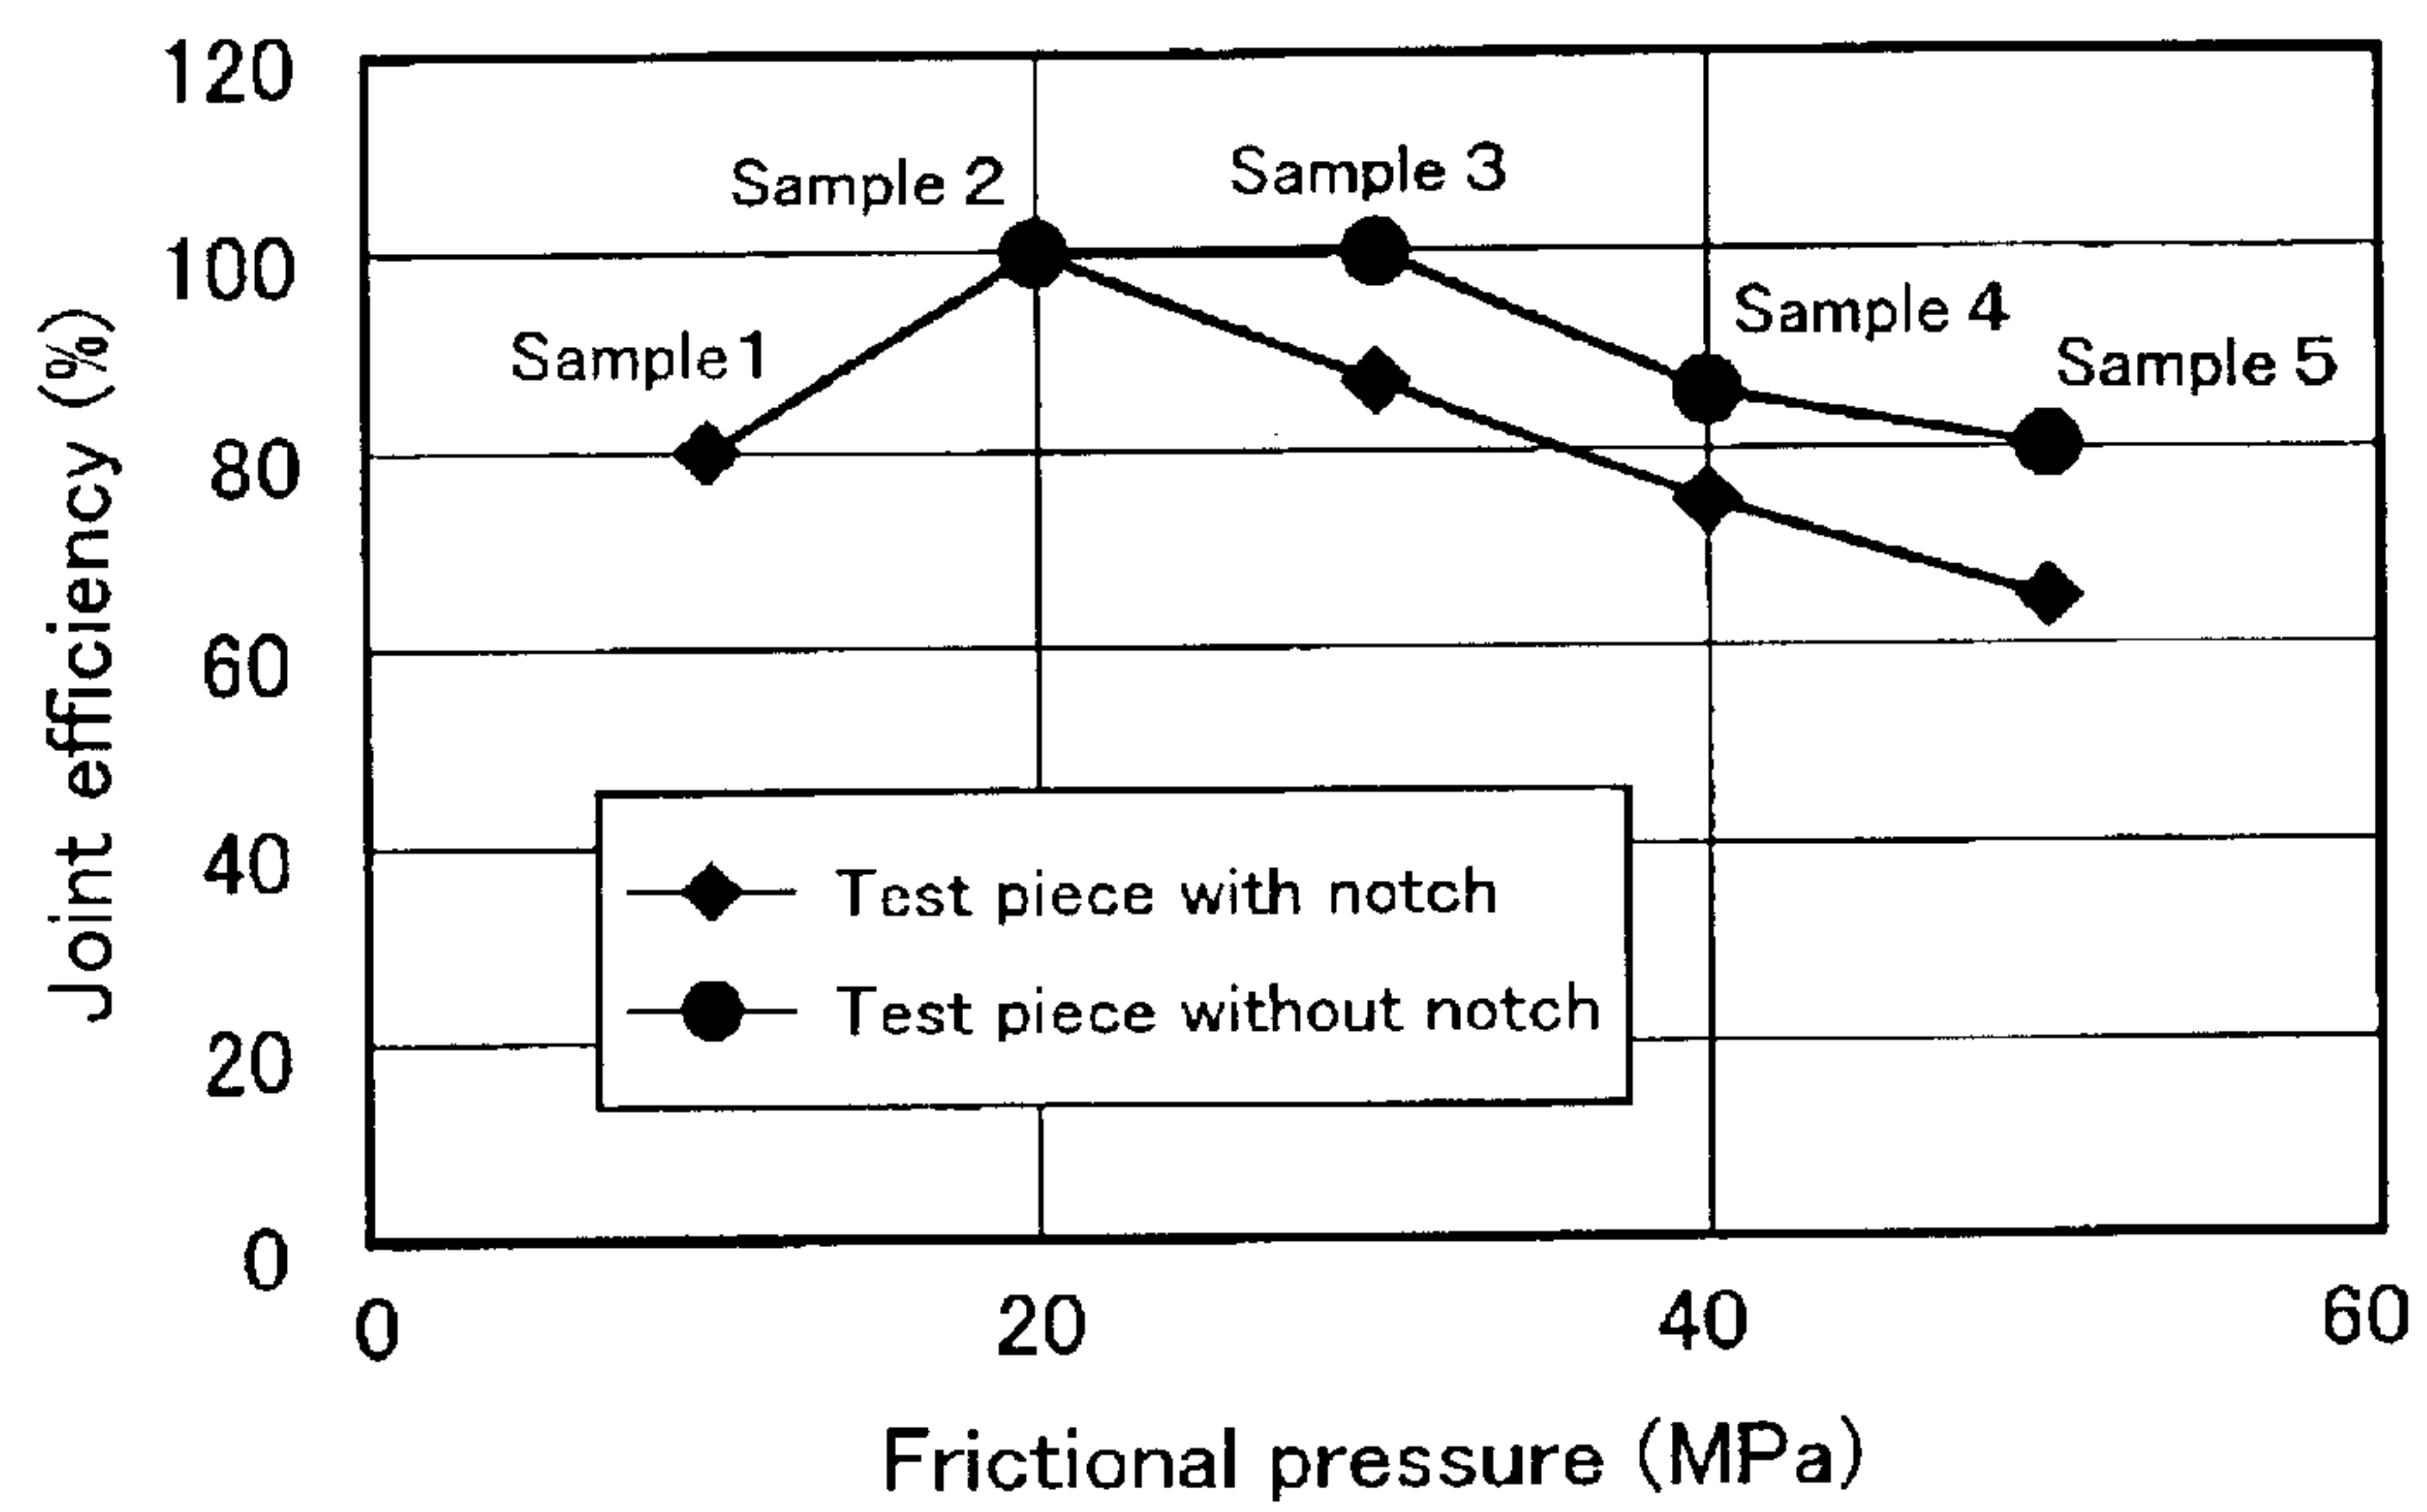 120
100
80
60
40
20
0
Joint efficiency (%)
Sample 1
Sample 2
Sample 3
Sample 4
Sample 5
Test piece with notch
Test piece without notch
0 20 40 60
Frictional pressure (MPa)